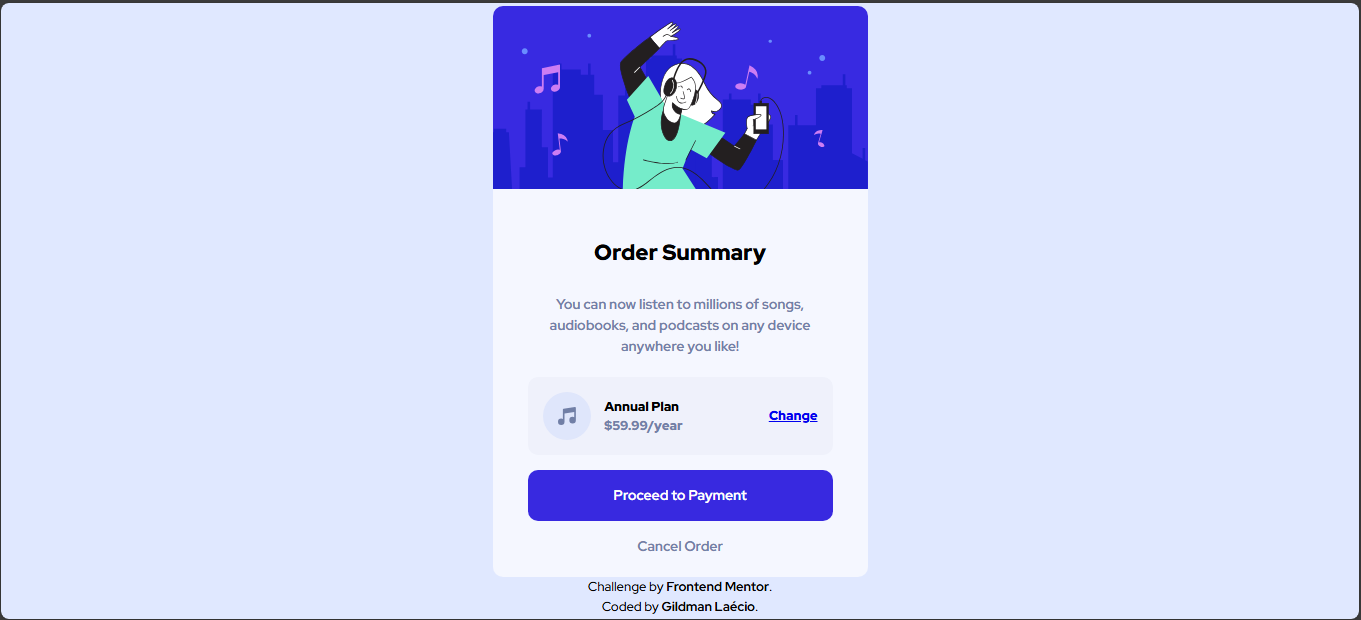 Order Summary
You can now listen to millions of songs,
audiobooks, and podcasts on any device
anywhere you like!
Annual Plan
$59.99/year
Change
Proceed to Payment
Cancel Order
Challenge by Frontend Mentor.
Coded by Gildman Laécio.